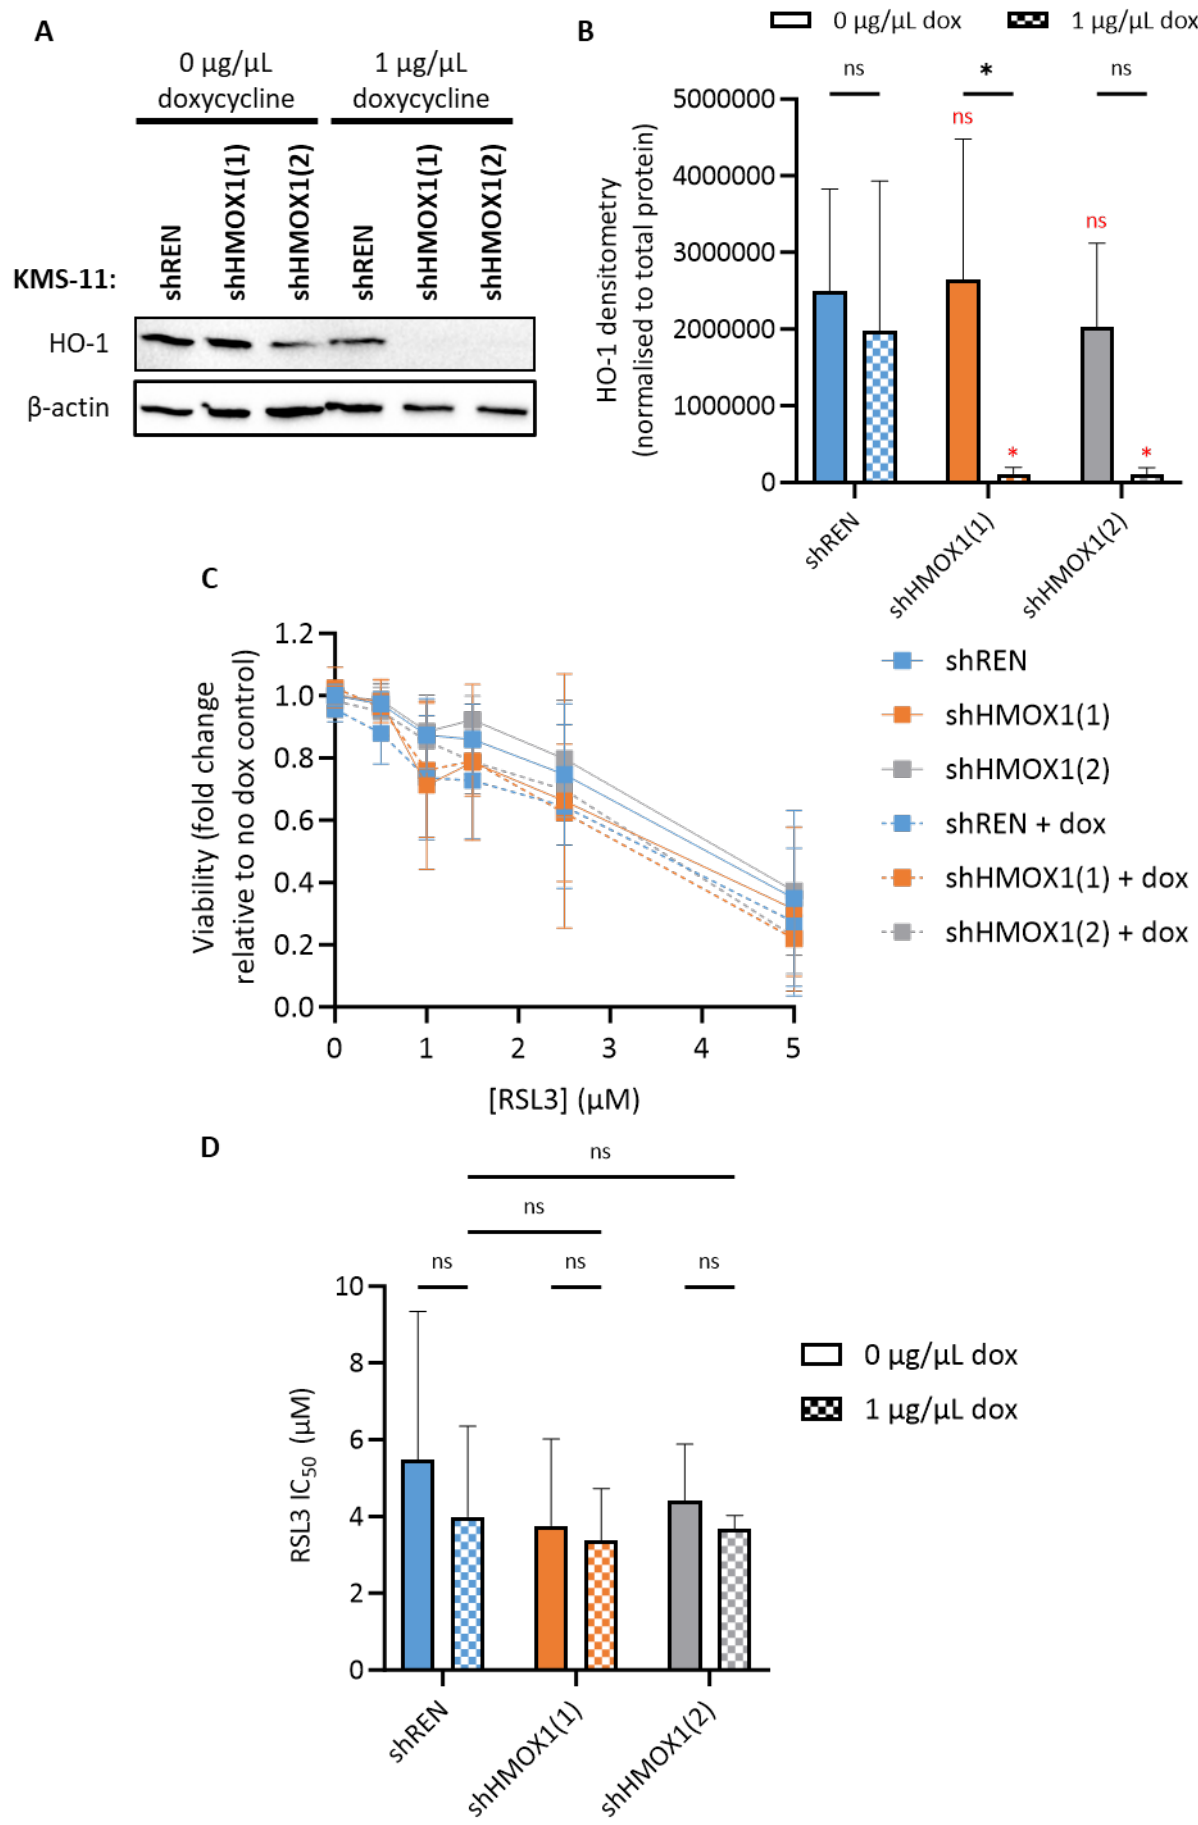 A
0 µg/µL
doxycycline
1 µg/µL
doxycycline
KMS-11:
shREN
shHMOX1(1)
shHMOX1(2)
shREN
shHMOX1(1)
shHMOX1(2)
HO-1
β-actin
B
0 µg/µL dox
1 µg/µL dox
ns
*
ns
ns
ns
*
*
HO-1 densitometry
(normalised to total protein)
5000000
4000000
3000000
2000000
1000000
0
shREN
shHMOX1(1)
shHMOX1(2)
C
Viability (fold change
relative to no dox control)
1.2
1.0
0.8
0.6
0.4
0.2
0.0
0 1 2 3 4 5
[RSL3] (µM)
shREN
shHMOX1(1)
shHMOX1(2)
shREN + dox
shHMOX1(1) + dox
shHMOX1(2) + dox
D
ns
ns
ns
ns
ns
RSL3 IC50 (µM)
10
8
6
4
2
0
shREN
shHMOX1(1)
shHMOX1(2)
0 µg/µL dox
1 µg/µL dox